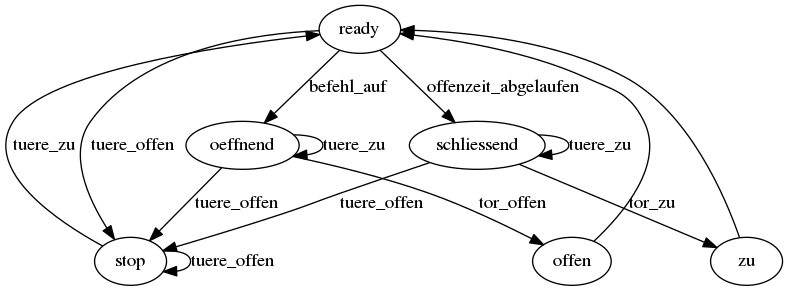 ready
befehl_auf
offenzeit_abgelaufen
tuere_zu
tuere_offen
oeffnend
tuere_zu
schliessend
tuere_zu
tuere_offen
tuere_offen
tor_offen
tor_zu
stop
tuere_offen
offen
zu